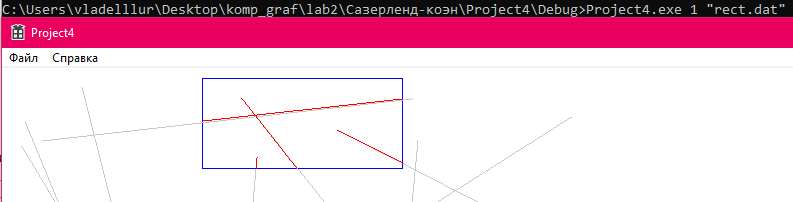 C:\Users\vladelllur\Desktop\komp_graf\lab2\Сазерленд-коэн\Project4\Debug>Project4.exe 1 "rect.dat"
Project4
Файл Справка